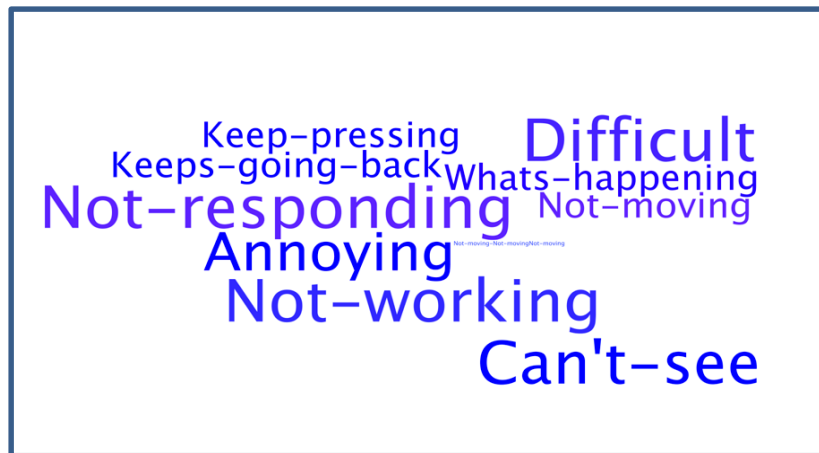 Keep-pressing
Difficult
Keeps-going-back
Whats-happening
Not-responding
Not-moving
Annoying
Not-moving-Not-movingNot-moving
Not-working
Can't-see